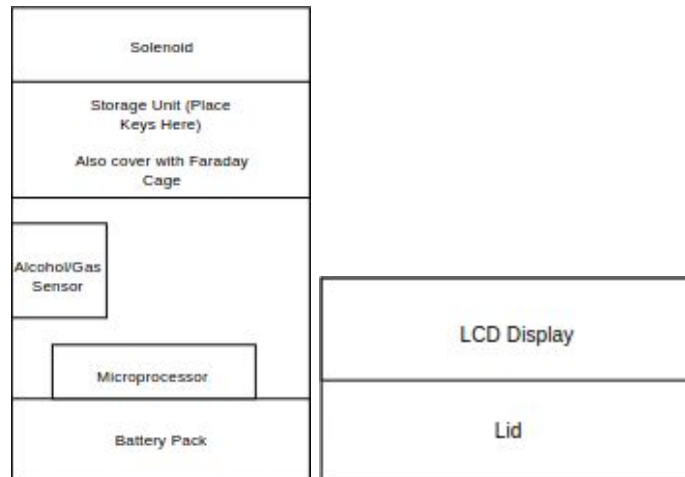 Solenoid
Storage Unit (Place
Keys Here)
Also cover with Faraday
Cage
Alcohol/Gas
Sensor
Microprocessor
Battery Pack
LCD Display
Lid